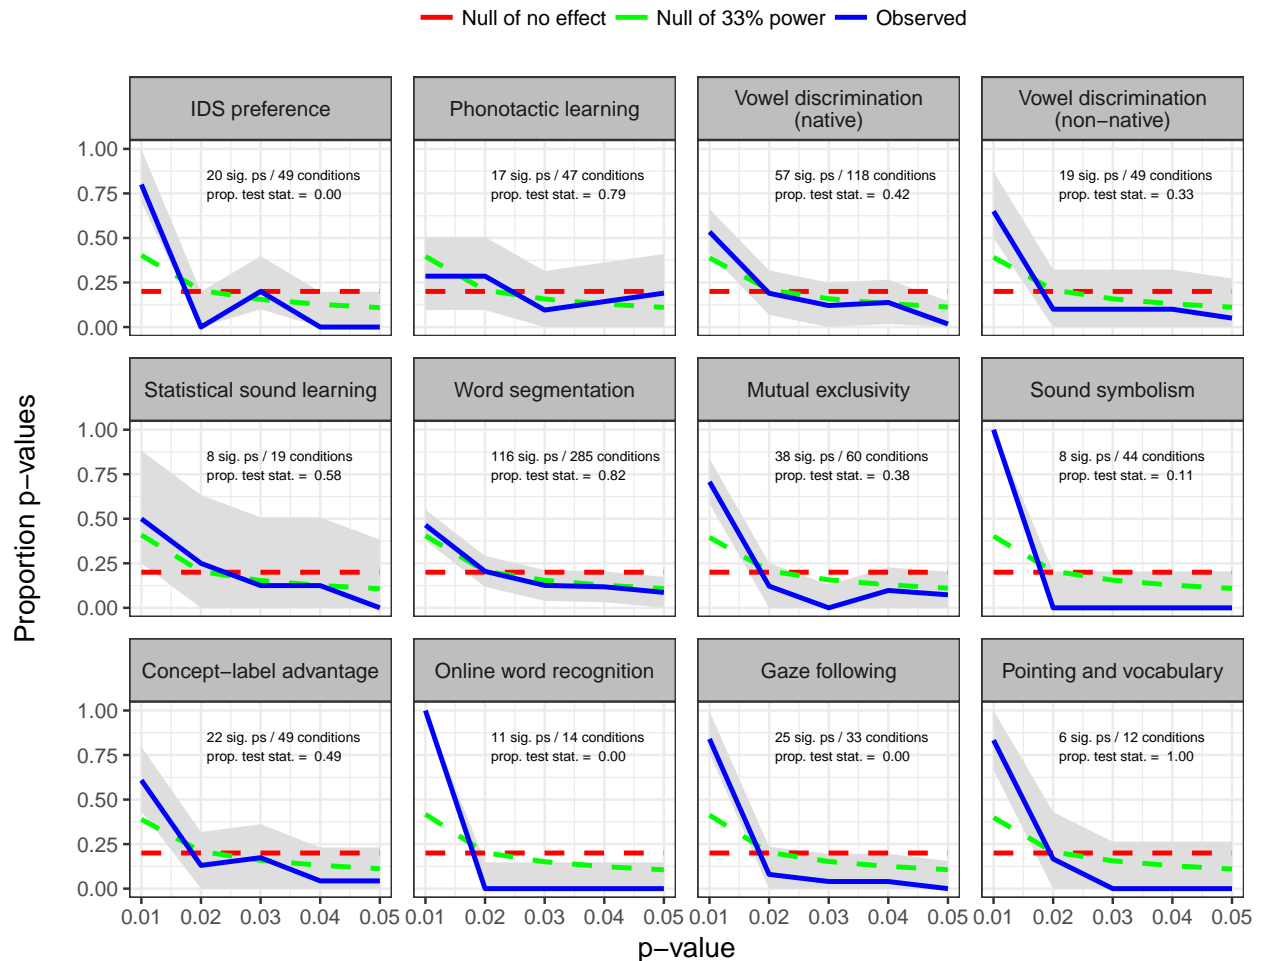 Null of no effect Null of 33% power Observed
IDS preference
Phonotactic learning
Vowel discrimination
(native)
Vowel discrimination
(non−native)
1.00
0.75
0.50
0.25
0.00
20 sig. ps / 49 conditions
prop. test stat. = 0.00
17 sig. ps / 47 conditions
prop. test stat. = 0.79
57 sig. ps / 118 conditions
prop. test stat. = 0.42
19 sig. ps / 49 conditions
prop. test stat. = 0.33
Proportion p−values
Statistical sound learning
Word segmentation
Mutual exclusivity
Sound symbolism
1.00
0.75
0.50
0.25
0.00
8 sig. ps / 19 conditions
prop. test stat. = 0.58
116 sig. ps / 285 conditions
prop. test stat. = 0.82
38 sig. ps / 60 conditions
prop. test stat. = 0.38
8 sig. ps / 44 conditions
prop. test stat. = 0.11
Concept−label advantage
Online word recognition
Gaze following
Pointing and vocabulary
1.00
0.75
0.50
0.25
0.00
22 sig. ps / 49 conditions
prop. test stat. = 0.49
11 sig. ps / 14 conditions
prop. test stat. = 0.00
25 sig. ps / 33 conditions
prop. test stat. = 0.00
6 sig. ps / 12 conditions
prop. test stat. = 1.00
0.01 0.02 0.03 0.04 0.05
0.01 0.02 0.03 0.04 0.05
0.01 0.02 0.03 0.04 0.05
0.01 0.02 0.03 0.04 0.05
p−value